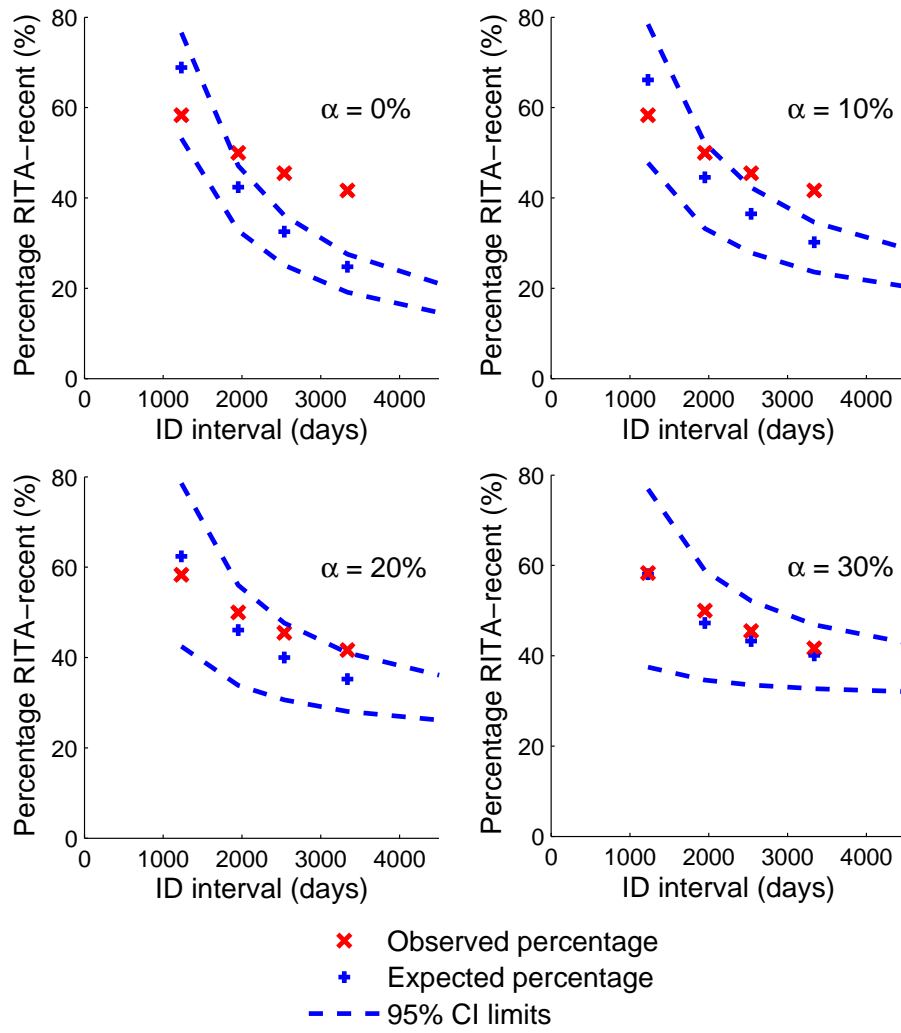 80
60
40
20
0
Percentage RITA−recent (%)
α = 0%
0 1000 2000 3000 4000
ID interval (days)
80
60
40
20
0
Percentage RITA−recent (%)
α = 10%
0 1000 2000 3000 4000
ID interval (days)
80
60
40
20
0
Percentage RITA−recent (%)
α = 20%
0 1000 2000 3000 4000
ID interval (days)
80
60
40
20
0
Percentage RITA−recent (%)
α = 30%
0 1000 2000 3000 4000
ID interval (days)
Observed percentage
Expected percentage
95% CI limits